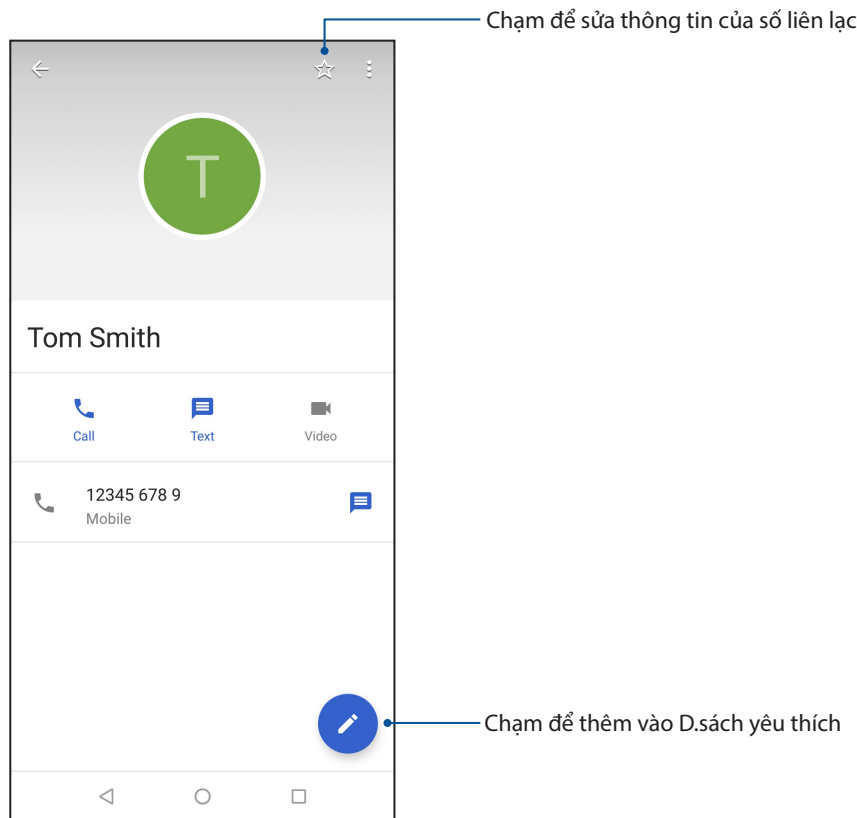 Chạm để sửa thông tin của số liên lạc
T
Tom Smith
Call Text Video
12345 678 9
Mobile
Chạm để thêm vào D.sách yêu thích